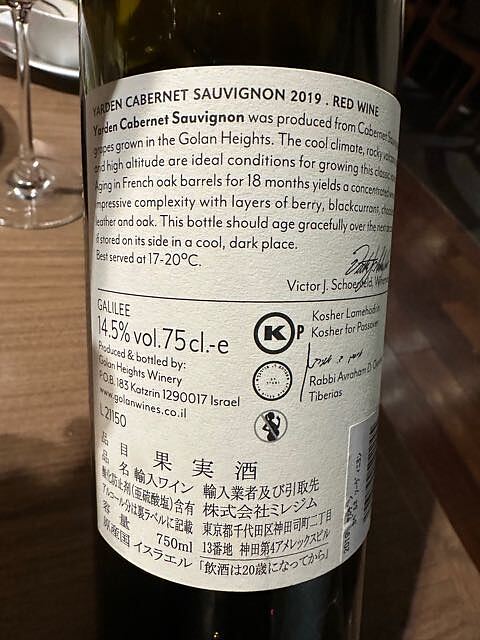 YARDEN CABERNET SAUVIGNON 2019 . RED WINE
Yarden Cabernet Sauvignon was produced from Cabernet
grapes grown in the Golan Heights. The cool climate, rocky
and high altitude are ideal conditions for growing this classic
Aging in French oak barrels for 18 months yields a concentrated
impressive complexity with layers of berry, blackcurrans,
leather and oak. This bottle should age gracefully over the next
if stored on its side in a cool, dark place.
Best served at 17-20°C.
Victor J.
GALILEE
14.5% vol. 75 cl.-e
Produced & bottled by:
Golan Heights Winery
P.O.B. 183 Katzrin 1290017 Israel
www.golanwines.co.il
L 21150
K P
Kosher Lamehadrin
Kosher for Passover
Rabbi Avraham D.
Tiberias
品目 果実酒
品名 輸入ワイン
酸化防止剤(亜硫酸塩)含有
アルコール分は裏ラベルに記載
容量 750ml
原産国 イスラエル
輸入業者及び引取先
株式会社ミレジム
東京都千代田区神田司町二丁目
13番地 神田第4アメレックスビル
「飲酒は20歳になってから」